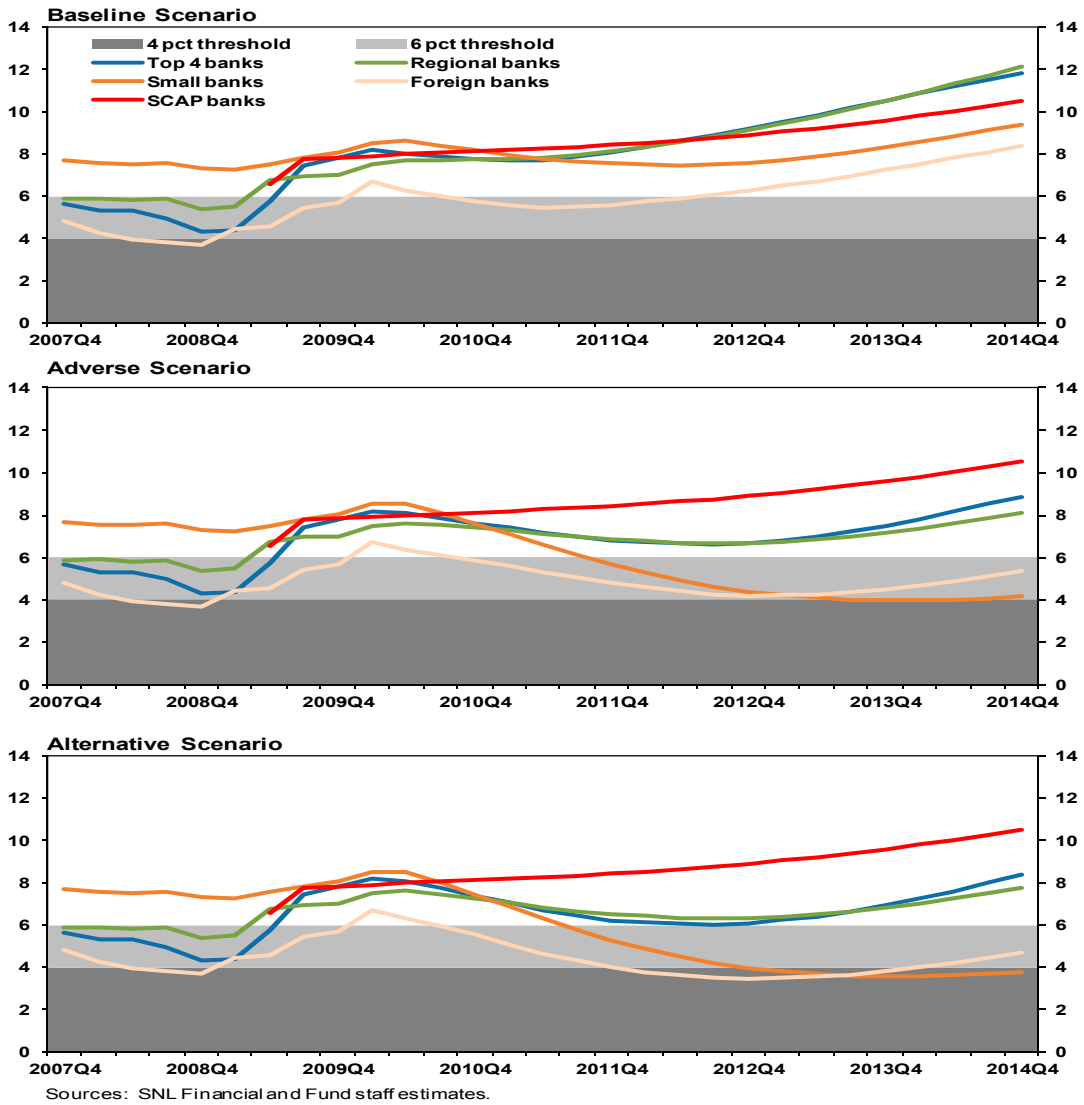 Baseline Scenario
14 14
4 pct threshold 6 pct threshold
12 Top 4 banks Regional banks 12
Small banks Foreign banks
SCAP banks
10 10
8 8
6 6
4 4
2 2
0 0
2007Q4 2008Q4 2009Q4 2010Q4 2011Q4 2012Q4 2013Q4 2014Q4
Adverse Scenario
14 14
12 12
10 10
8 8
6 6
4 4
2 2
0 0
2007Q4 2008Q4 2009Q4 2010Q4 2011Q4 2012Q4 2013Q4 2014Q4
Alternative Scenario
14 14
12 12
10 10
8 8
6 6
4 4
2 2
0 0
2007Q4 2008Q4 2009Q4 2010Q4 2011Q4 2012Q4 2013Q4 2014Q4
Sources: SNL Financial and Fund staff estimates.